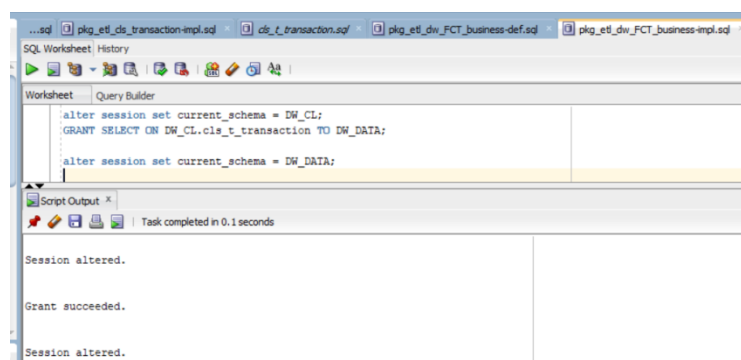 ...sql pkg_etl_cls_transaction-impl.sql cls_t_transaction.sql pkg_etl_dw_FCT_business-def.sql pkg_etl_dw_FCT_business-impl.sql
SQL Worksheet History
Worksheet Query Builder
alter session set current_schema = DW_CL;
GRANT SELECT ON DW_CL.cls_t_transaction TO DW_DATA;
alter session set current_schema = DW_DATA;
Script Output
Task completed in 0.1 seconds
Session altered.
Grant succeeded.
Session altered.